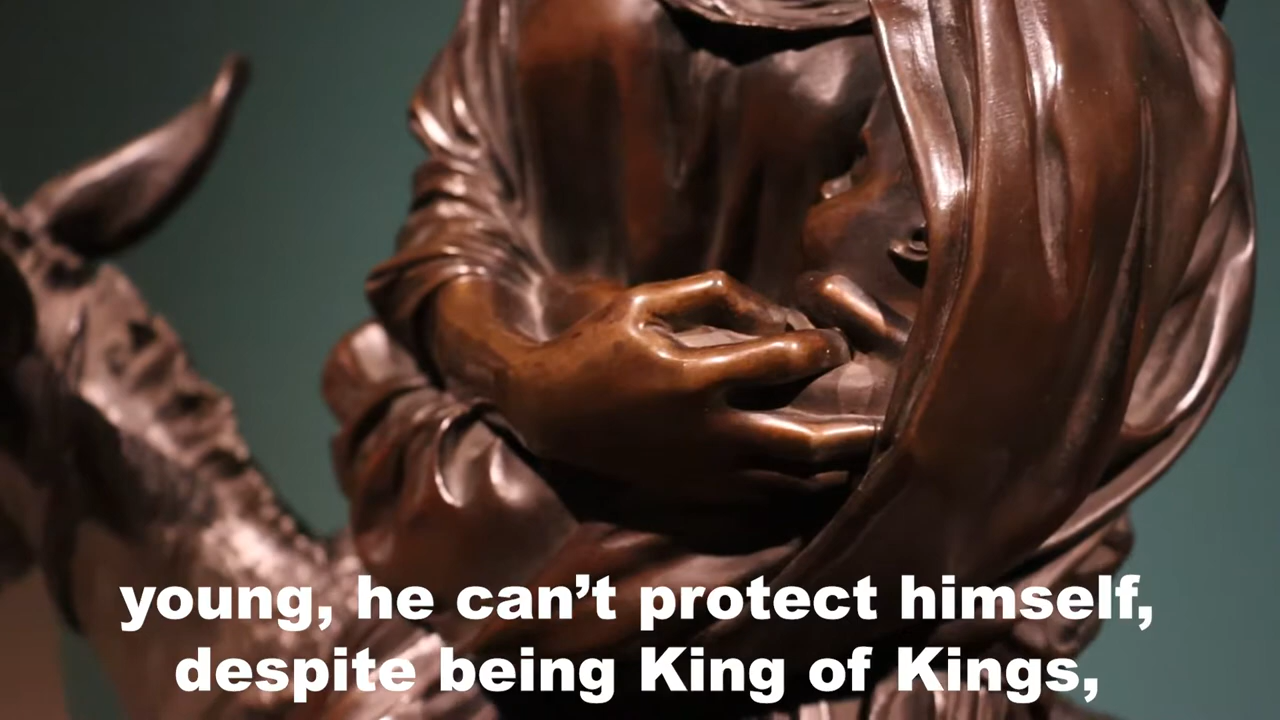 young, he can’t protect himself,
despite being King of Kings,